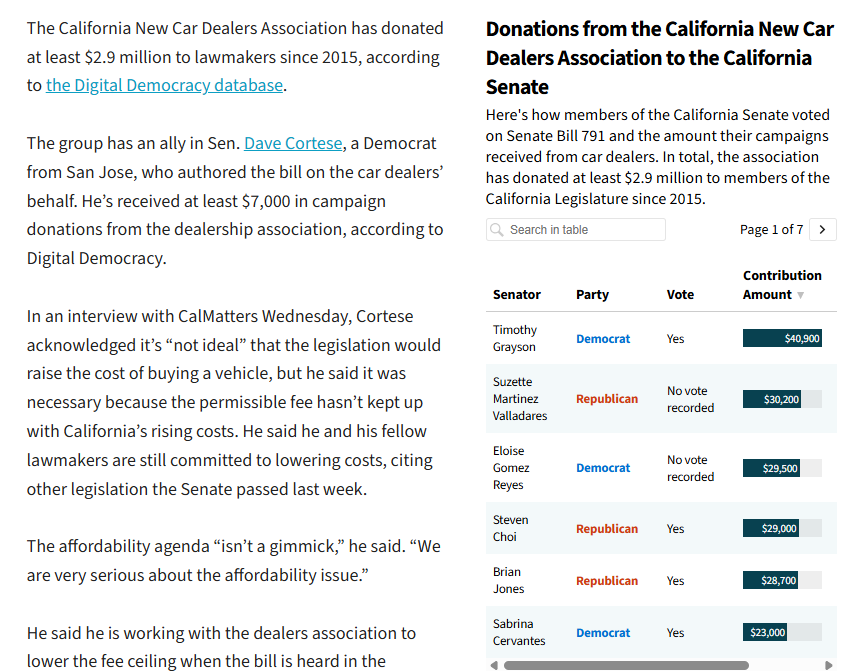 The California New Car Dealers Association has donated
at least $2.9 million to lawmakers since 2015, according
to the Digital Democracy database.
The group has an ally in Sen. Dave Cortese, a Democrat
from San Jose, who authored the bill on the car dealers’
behalf. He’s received at least $7,000 in campaign
donations from the dealership association, according to
Digital Democracy.
In an interview with CalMatters Wednesday, Cortese
acknowledged it’s “not ideal” that the legislation would
raise the cost of buying a vehicle, but he said it was
necessary because the permissible fee hasn’t kept up
with California’s rising costs. He said he and his fellow
lawmakers are still committed to lowering costs, citing
other legislation the Senate passed last week.
The affordability agenda “isn’t a gimmick,” he said. “We
are very serious about the affordability issue.”
He said he is working with the dealers association to
lower the fee ceiling when the bill is heard in the
Donations from the California New Car
Dealers Association to the California
Senate
Here's how members of the California Senate voted
on Senate Bill 791 and the amount their campaigns
received from car dealers. In total, the association
has donated at least $2.9 million to members of the
California Legislature since 2015.
Search in table
Page 1 of 7
Contribution
Senator Party Vote Amount
Timothy
Grayson
Democrat Yes $40,900
Suzette
Martinez
Valladares
Republican
No vote
recorded
$30,200
Eloise
Gomez
Reyes
Democrat
No vote
recorded
$29,500
Steven
Choi
Republican Yes $29,000
Brian
Jones
Republican Yes $28,700
Sabrina
Cervantes
Democrat Yes $23,000